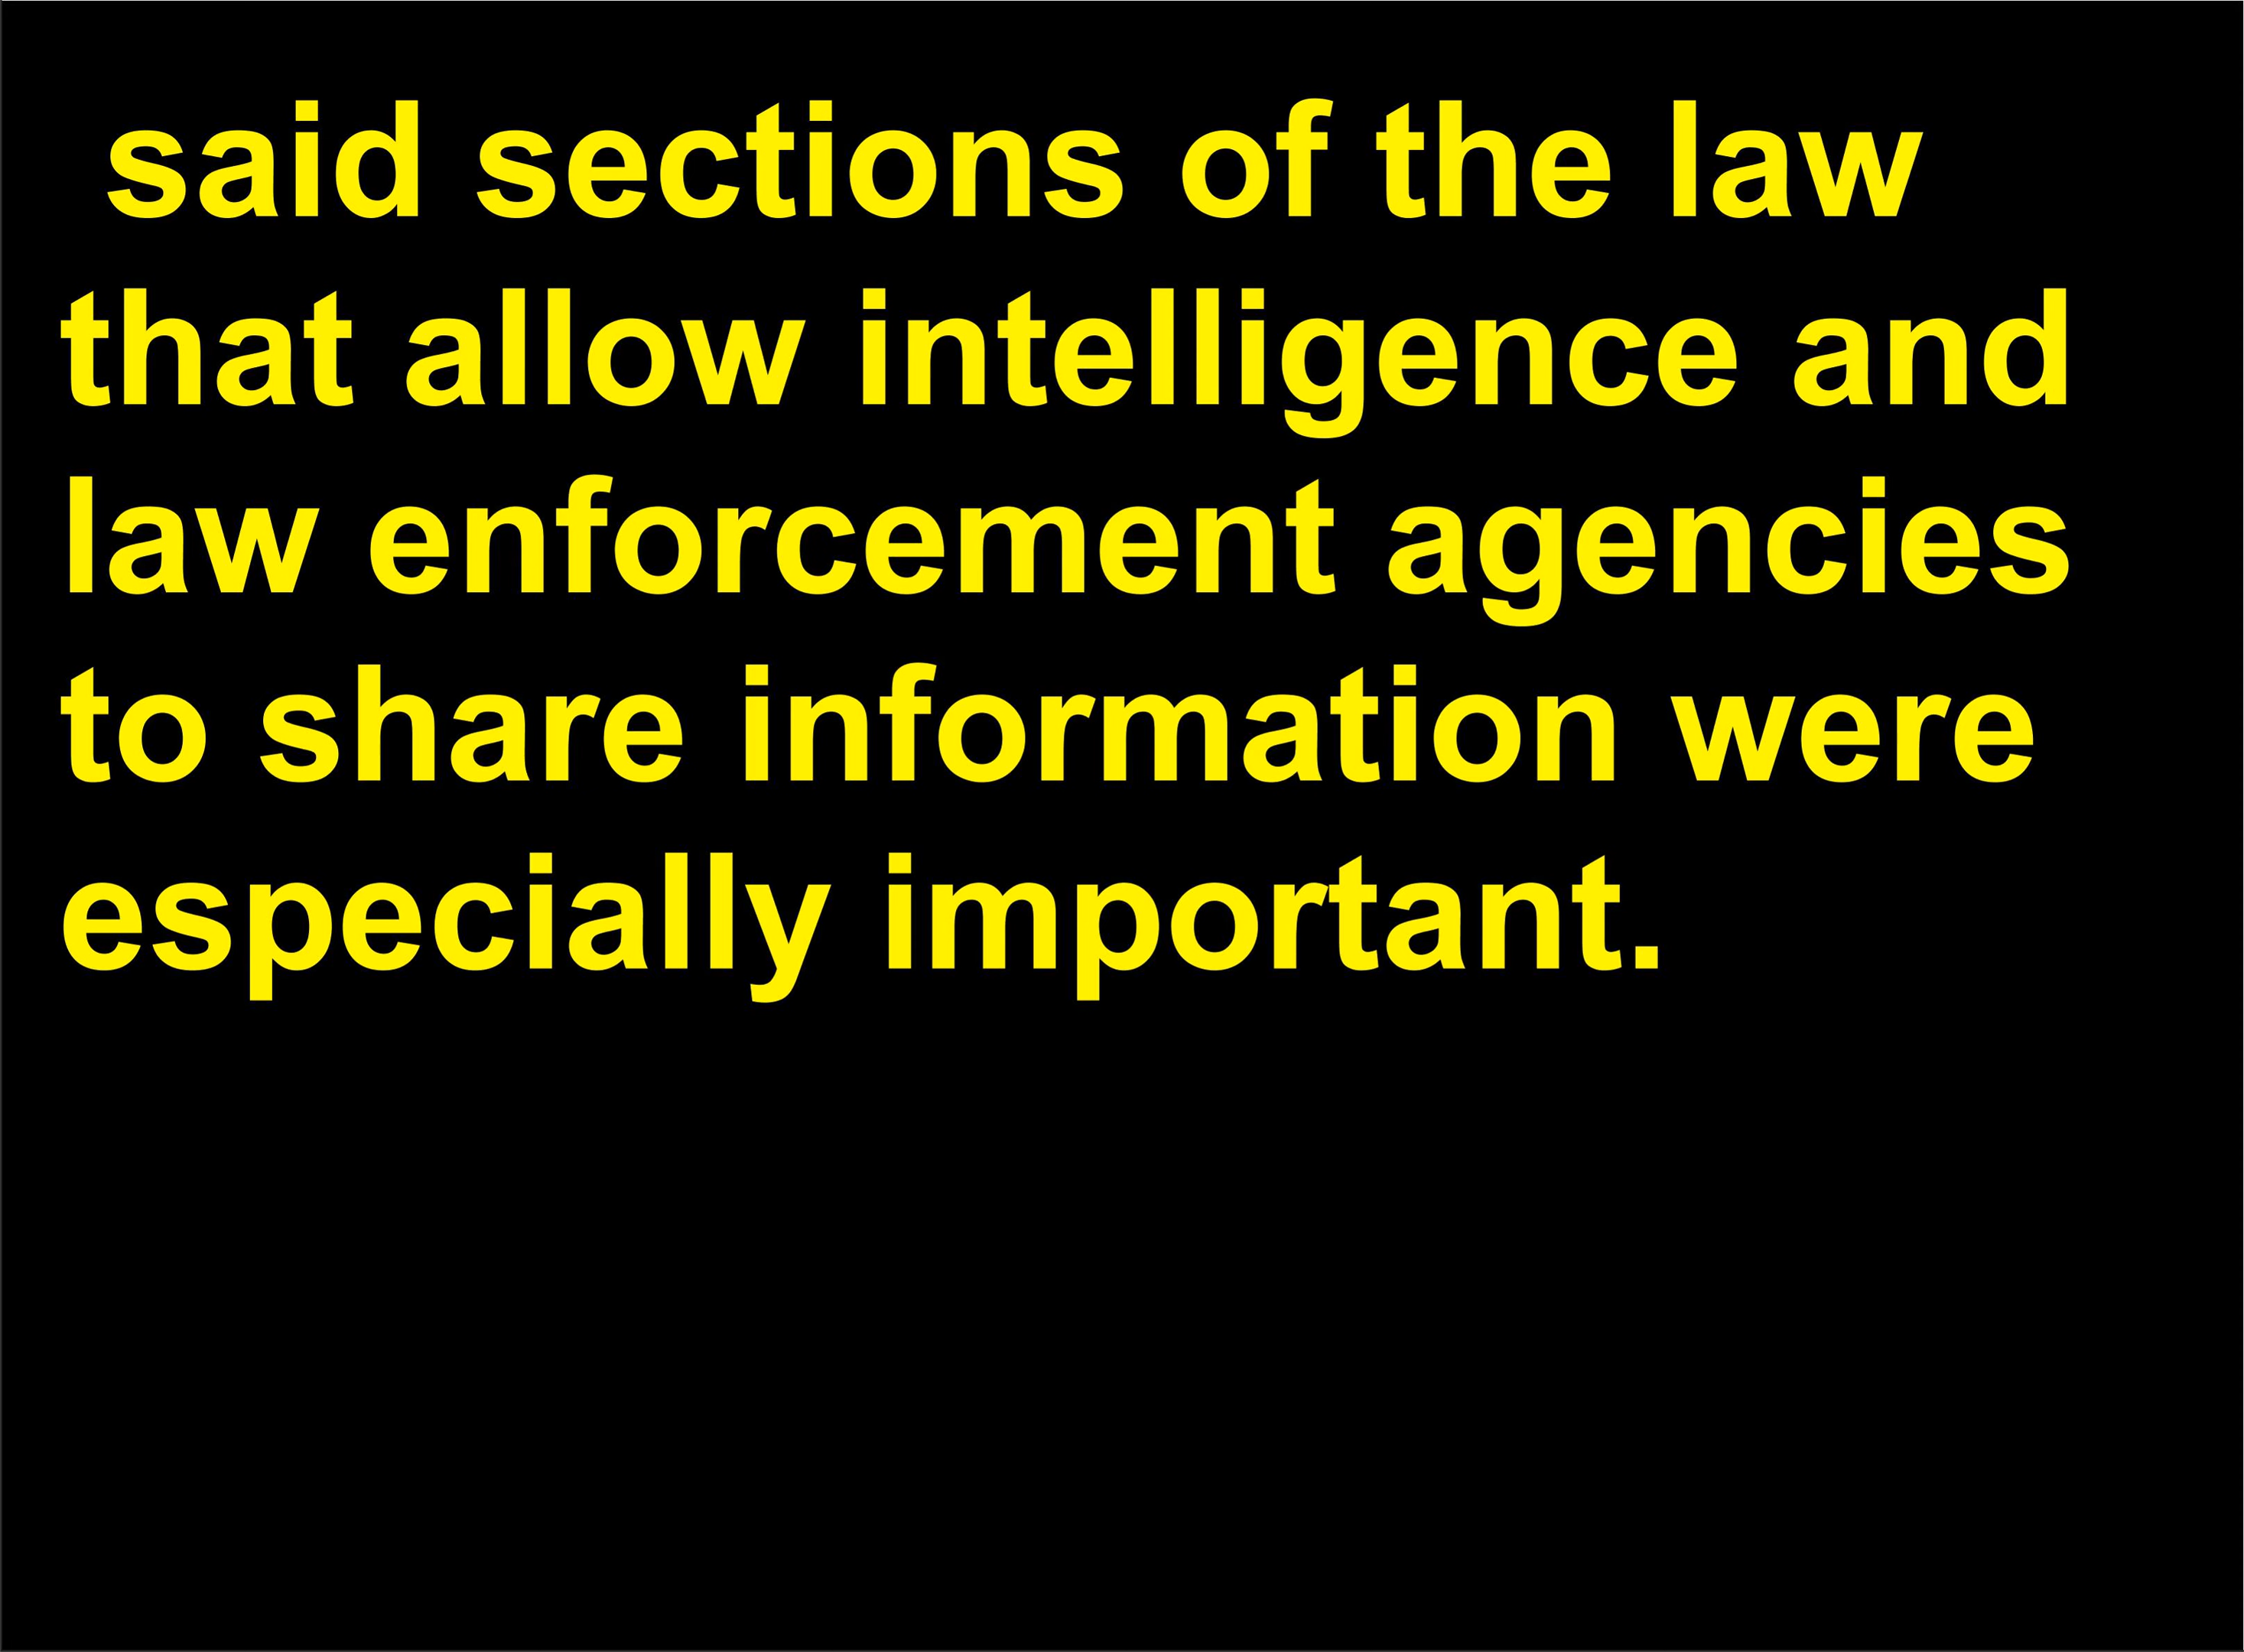 said sections of the law
that allow intelligence and
law enforcement agencies
to share information were
especially important.